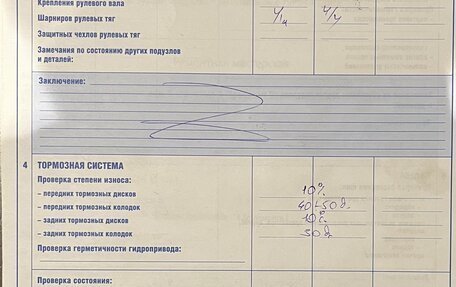 Крепления рулевого вала
Шарниров рулевых тяг
Защитных чехлов рулевых тяг
Замечания по состоянию других подузлов
и деталей:
Заключение:
4 ТОРМОЗНАЯ СИСТЕМА
Проверка степени износа:
– передних тормозных дисков 10%
– передних тормозных колодок 40-50%
– задних тормозных дисков 10%
– задних тормозных колодок 50%
Проверка герметичности гидропривода:
Проверка состояния: